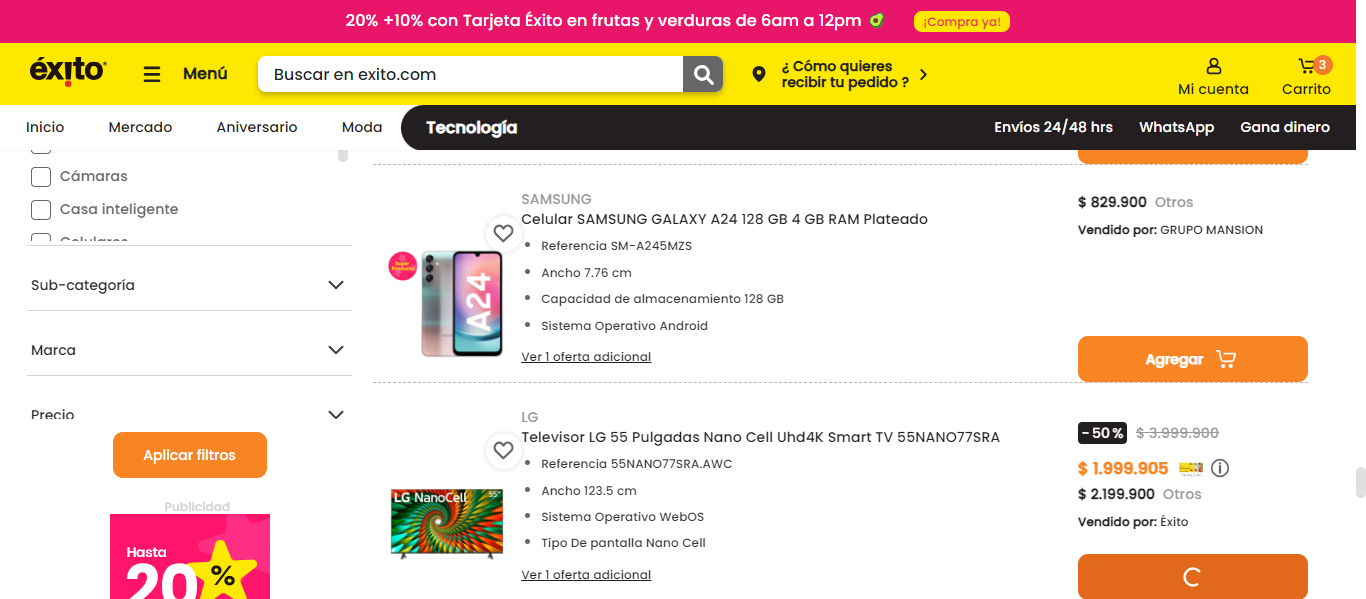 20% +10% con Tarjeta Éxito en frutas y verduras de 6am a 12pm
¡Compra ya!
éxito
Menú
Buscar en exito.com
¿ Cómo quieres
recibir tu pedido ?
Mi cuenta
3
Carrito
Inicio
Mercado
Aniversario
Moda
Tecnología
Envíos 24/48 hrs
WhatsApp
Gana dinero
Cámaras
Casa inteligente
Celulares
Sub-categoría
Marca
Precio
Aplicar filtros
Publicidad
Hasta
20 %
SAMSUNG
Celular SAMSUNG GALAXY A24 128 GB 4 GB RAM Plateado
Referencia SM-A245MZS
Ancho 7.76 cm
Capacidad de almacenamiento 128 GB
Sistema Operativo Android
Ver 1 oferta adicional
Super
Producto
A24
$ 829.900 Otros
Vendido por: GRUPO MANSION
Agregar
LG
Televisor LG 55 Pulgadas Nano Cell Uhd4K Smart TV 55NANO77SRA
Referencia 55NANO77SRA.AWC
Ancho 123.5 cm
Sistema Operativo WebOS
Tipo De pantalla Nano Cell
Ver 1 oferta adicional
LG NanoCell 55"
- 50 % $ 3.999.900
$ 1.999.905
$ 2.199.900 Otros
Vendido por: Éxito